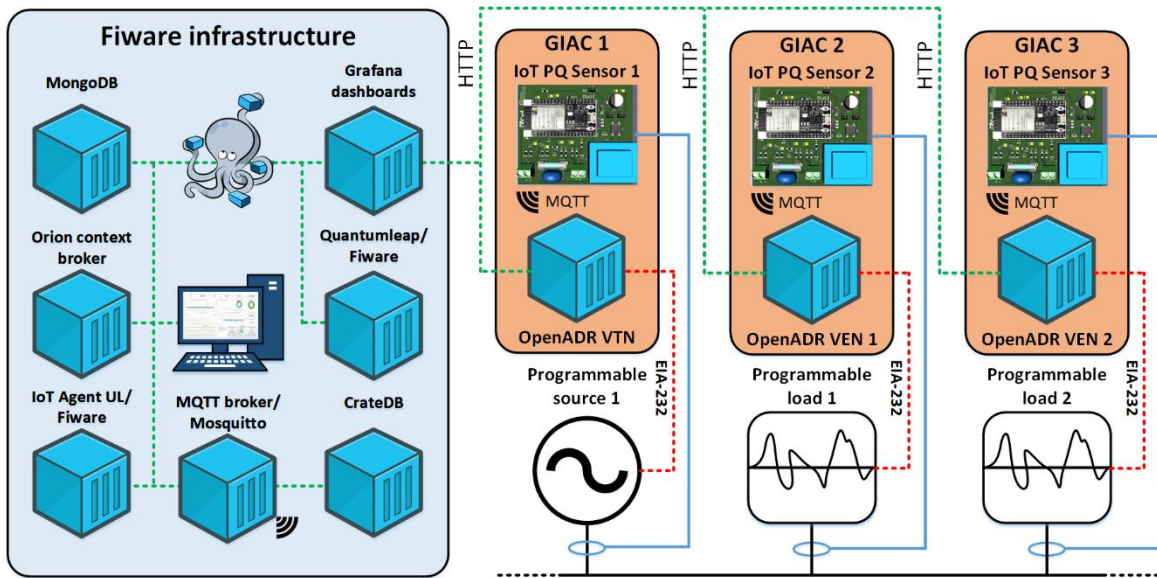 Fiware infrastructure
MongoDB
Grafana
dashboards
Orion context
broker
Quantumleap/
Fiware
IoT Agent UL/
Fiware
MQTT broker/
Mosquitto
CrateDB
HTTP
GIAC 1
IoT PQ Sensor 1
MQTT
OpenADR VTN
EIA-232
Programmable
source 1
HTTP
GIAC 2
IoT PQ Sensor 2
MQTT
OpenADR VEN 1
EIA-232
Programmable
load 1
HTTP
GIAC 3
IoT PQ Sensor 3
MQTT
OpenADR VEN 2
EIA-232
Programmable
load 2